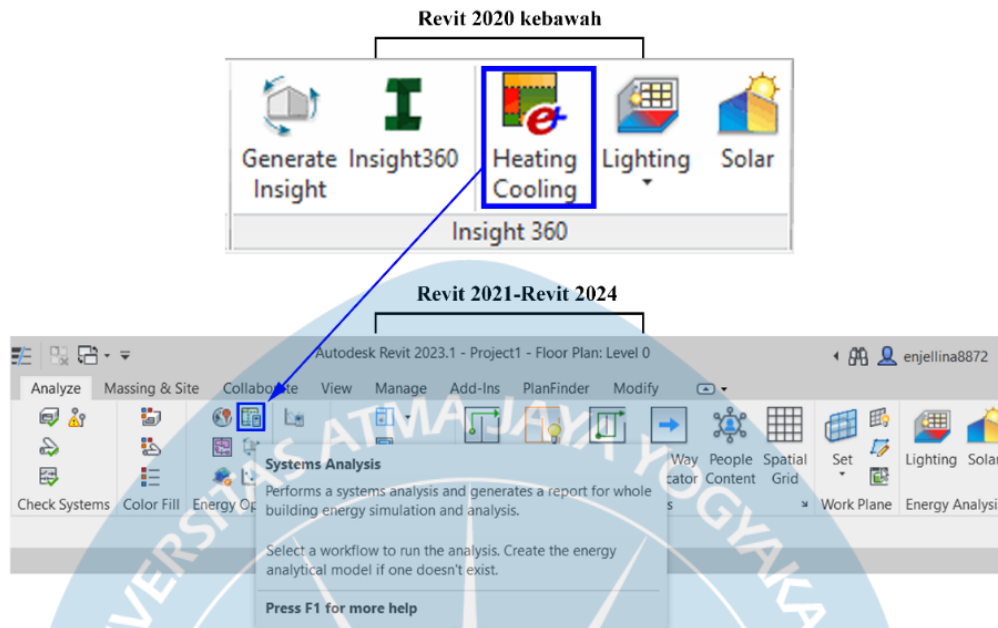 Revit 2020 kebawah
Generate Insight360 Heating Lighting Solar
Insight Cooling
Insight 360
Revit 2021-Revit 2024
Autodesk Revit 2023.1 - Project1 - Floor Plan: Level 0 enjellina8872
Analyze Massing & Site Collaborate View Manage Add-Ins PlanFinder Modify
Systems Analysis
Way People Spatial Set Lighting Solar
Performs a systems analysis and generates a report for whole
Content Grid
Check Systems Color Fill Energy
building energy simulation and analysis.
Work Plane Energy Analysis
Select a workflow to run the analysis. Create the energy
analytical model if one doesn't exist.
Press F1 for more help
ATMA JAYA